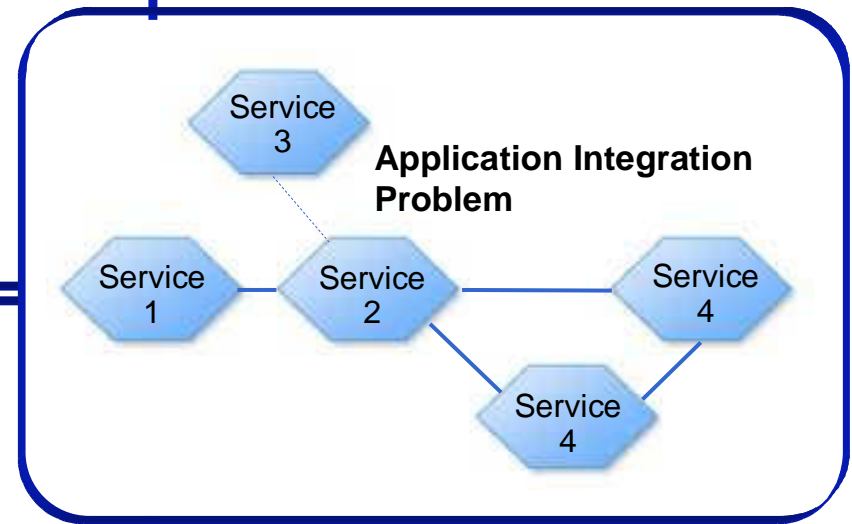 Service
3
Application Integration
Problem
Service
1
Service
2
Service
4
Service
4